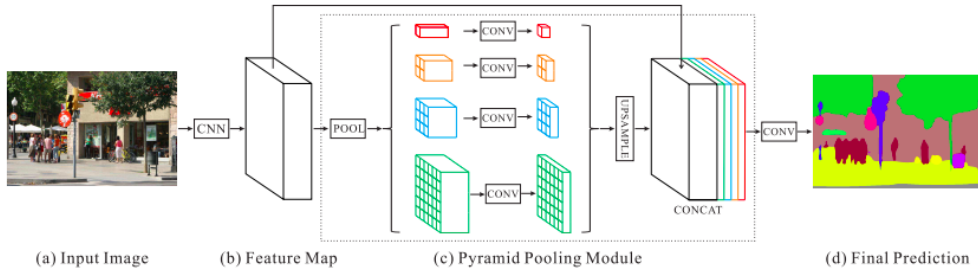 CNN
POOL
CONV
CONV
CONV
CONV
UPSAMPLE
CONCAT
CONV
(a) Input Image
(b) Feature Map
(c) Pyramid Pooling Module
(d) Final Prediction